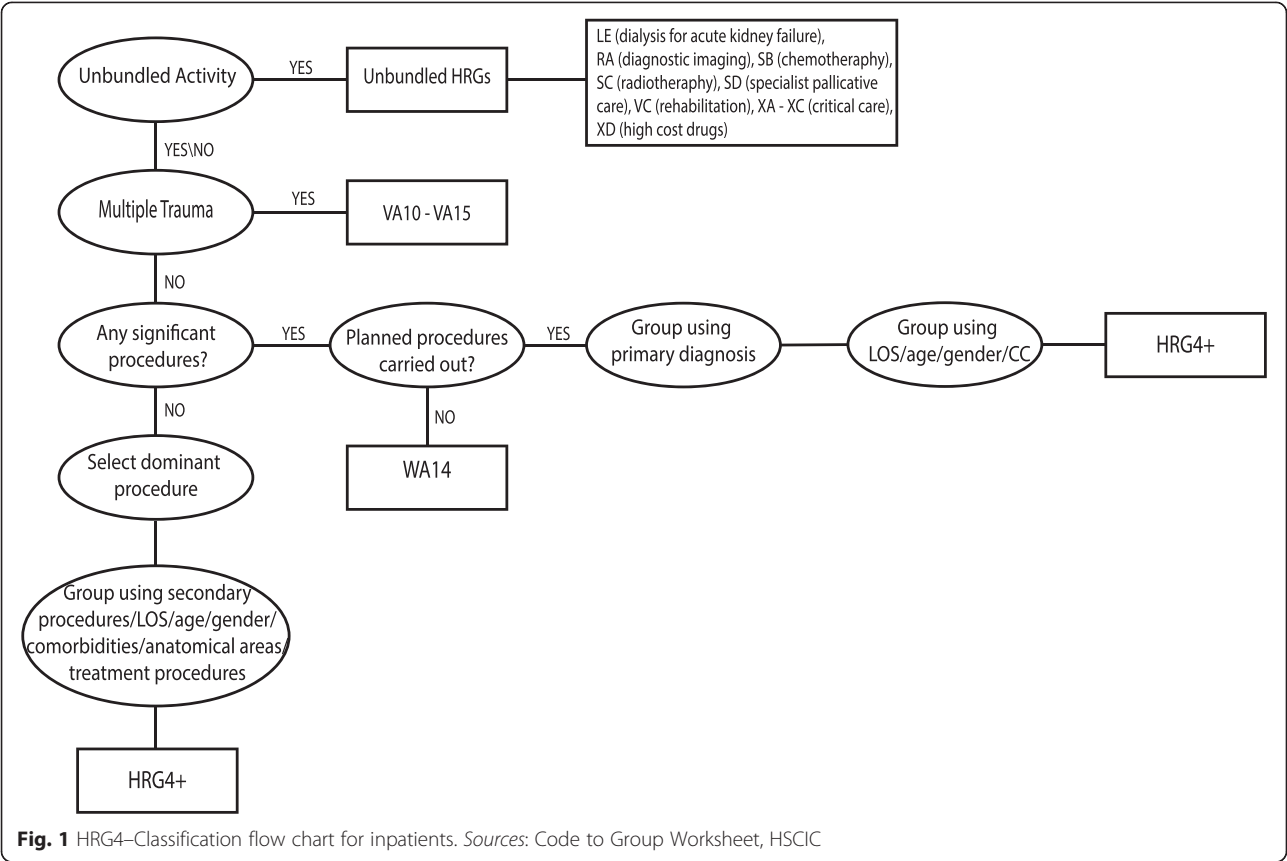 Unbundled Activity
YES
Unbundled HRGs
LE (dialysis for acute kidney failure),
RA (diagnostic imaging), SB (chemotheraphy),
SC (radiotheraphy), SD (specialist pallicative
care), VC (rehabilitation), XA - XC (critical care),
XD (high cost drugs)
YES\NO
Multiple Trauma
YES
VA10 - VA15
NO
Any significant
procedures?
YES
Planned procedures
carried out?
YES
Group using
primary diagnosis
Group using
LOS/age/gender/CC
HRG4+
NO
NO
Select dominant
procedure
WA14
Group using secondary
procedures/LOS/age/gender/
comorbidities/anatomical areas/
treatment procedures
HRG4+
Fig. 1 HRG4–Classification flow chart for inpatients. Sources: Code to Group Worksheet, HSCIC